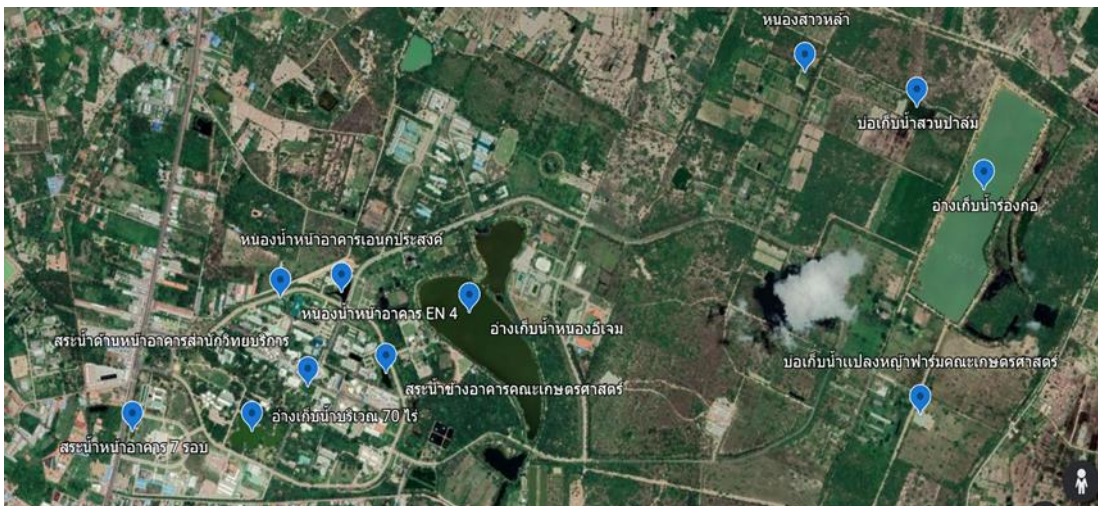 หนองสาวหล้า
บ่อเก็บน้ำสวนปาล์ม
อ่างเก็บน้ำร่องก่อ
หนองน้ำหน้าอาคารเอนกประสงค์
หนองน้ำหน้าอาคาร EN 4
อ่างเก็บน้ำหนองอีเจม
สระน้ำด้านหน้าอาคารสำนักวิทยบริการ
บ่อเก็บน้ำแปลงหญ้าฟาร์มคณะเกษตรศาสตร์
สระน้ำข้างอาคารคณะเกษตรศาสตร์
อ่างเก็บน้ำบริเวณ 70 ไร่
สระน้ำหน้าอาคาร 7 รอบ